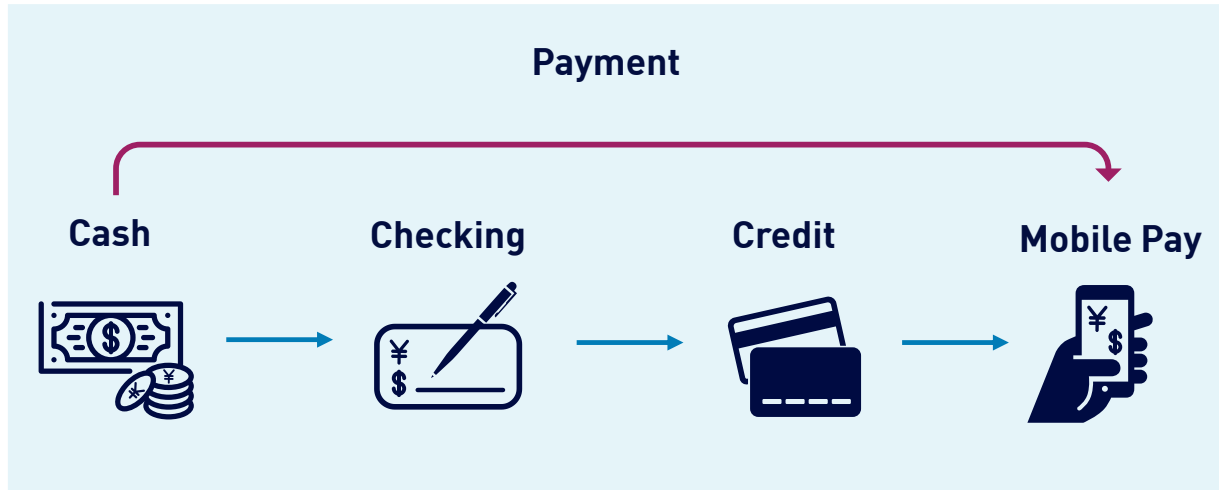 Payment
Cash
Checking
Credit
Mobile Pay
$
¥
¥
¥
$
¥
$